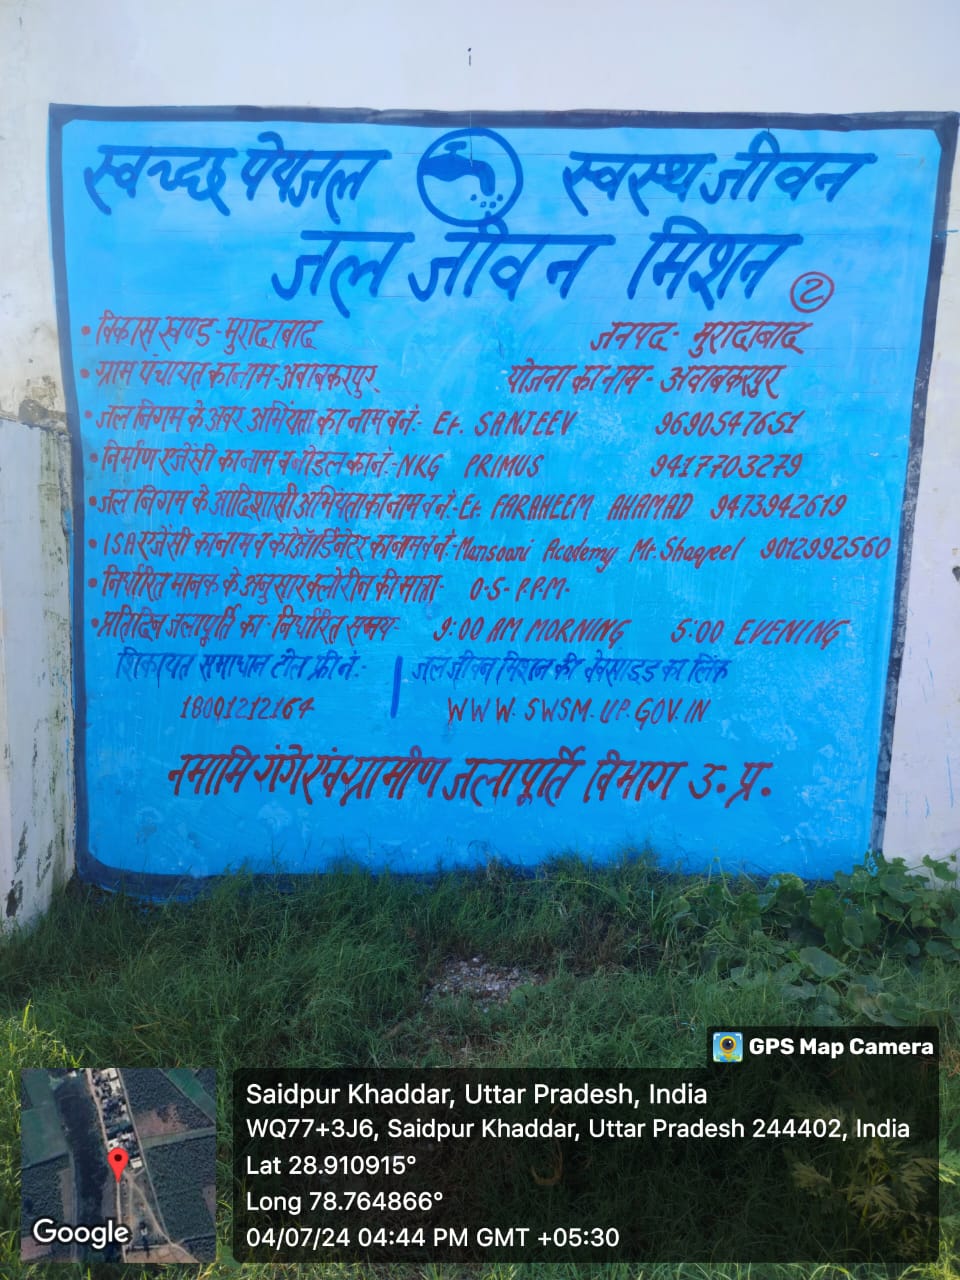 स्वच्छ पेयजल स्वस्थ जीवन
जल जीवन मिशन 2
• विकास खण्ड - मुरादाबाद जनपद - मुरादाबाद
• ग्राम पंचायत का नाम - अबाबकरपुर योजना का नाम - अबाबकरपुर
• जल निगम के अवर अभियंता का नाम व नं:- Er. SANJEEV 9690547651
• निर्माण एजेंसी का नाम व नोडल का नं:- NKG PRIMUS 9417703279
• जल निगम के आदिशासी अभियंता का नाम व नं:- Er. FARAHEEM AHAMAD 9473942619
• ISA एजेंसी का नाम व कोऑर्डिनेटर का नाम व नं:- Mansowi Academy Mr. Shaqeel 9012992560
• निर्धारित मानक के अनुसार क्लोरीन की मात्रा- 0.5- P.P.M.
• प्रतिदिन जलापूर्ति का निर्धारित समय- 9:00 AM MORNING 5:00 EVENING
शिकायत समाधान टोल फ्री नं:- | जल जीवन मिशन की वेबसाइड का लिंक
18001212164 WWW.SWSM.UP.GOV.IN
नमामि गंगे एंव ग्रामीण जलापूर्ति विभाग उ.प्र.
GPS Map Camera
Saidpur Khaddar, Uttar Pradesh, India
WQ77+3J6, Saidpur Khaddar, Uttar Pradesh 244402, India
Lat 28.910915°
Long 78.764866°
04/07/24 04:44 PM GMT +05:30
Google